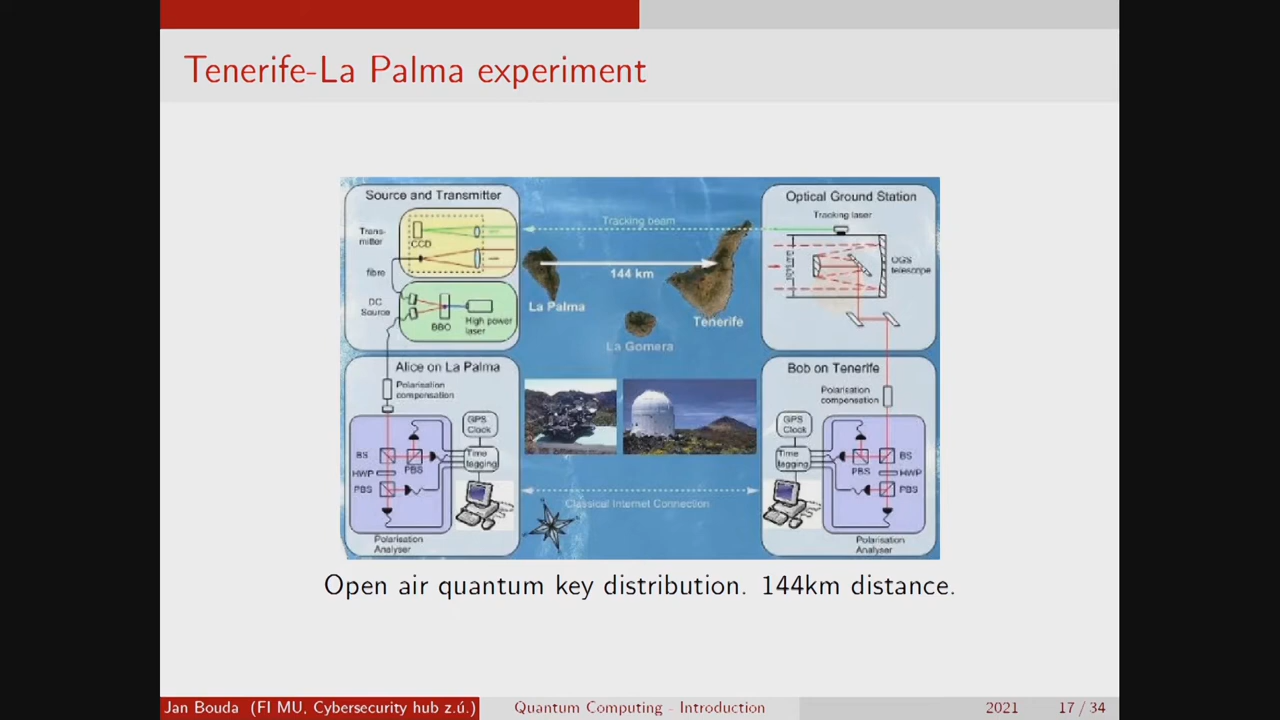 Tenerife-La Palma experiment
Source and Transmitter
Trans-
mitter
CCD
fibre
DC
Source
BBO
High power
laser
Tracking beam
144 km
La Palma
Tenerife
La Gomera
Optical Ground Station
Tracking laser
OGS
telescope
Alice on La Palma
Polarisation
compensation
GPS
Clock
BS
PBS
Time
tagging
HWP
PBS
Polarisation
Analyser
Classical Internet Connection
Bob on Tenerife
Polarisation
compensation
GPS
Clock
Time
tagging
PBS
BS
HWP
PBS
Polarisation
Analyser
Open air quantum key distribution. 144km distance.
Jan Bouda (FI MU, Cybersecurity hub z.ú.) Quantum Computing - Introduction 2021 17 / 34